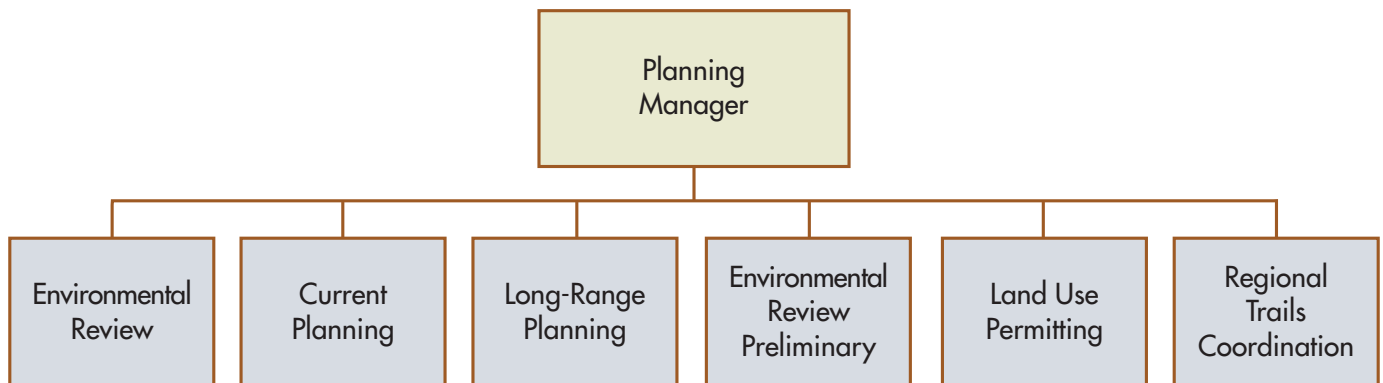 Planning
Manager
Environmental
Review
Current
Planning
Long-Range
Planning
Environmental
Review
Preliminary
Land Use
Permitting
Regional
Trails
Coordination